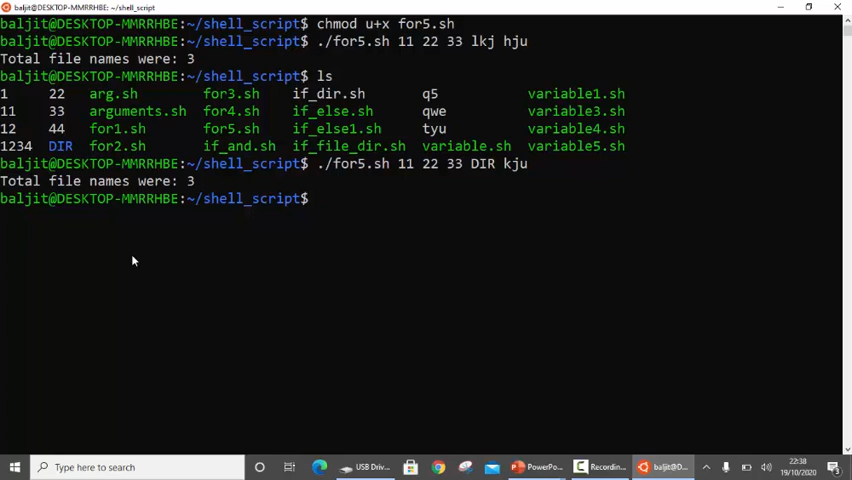 baljit@DESKTOP-MMRRHBE: ~/shell_script
baljit@DESKTOP-MMRRHBE:~/shell_script$ chmod u+x for5.sh
baljit@DESKTOP-MMRRHBE:~/shell_script$ ./for5.sh 11 22 33 lkj hju
Total file names were: 3
baljit@DESKTOP-MMRRHBE:~/shell_script$ ls
1 22 arg.sh for3.sh if_dir.sh q5 variable1.sh
11 33 arguments.sh for4.sh if_else.sh qwe variable3.sh
12 44 for1.sh for5.sh if_else1.sh tyu variable4.sh
1234 DIR for2.sh if_and.sh if_file_dir.sh variable.sh variable5.sh
baljit@DESKTOP-MMRRHBE:~/shell_script$ ./for5.sh 11 22 33 DIR kju
Total file names were: 3
baljit@DESKTOP-MMRRHBE:~/shell_script$
Type here to search
USB Driv...
PowerPo...
Recording...
baljit@D...
22:38
19/10/2020
3